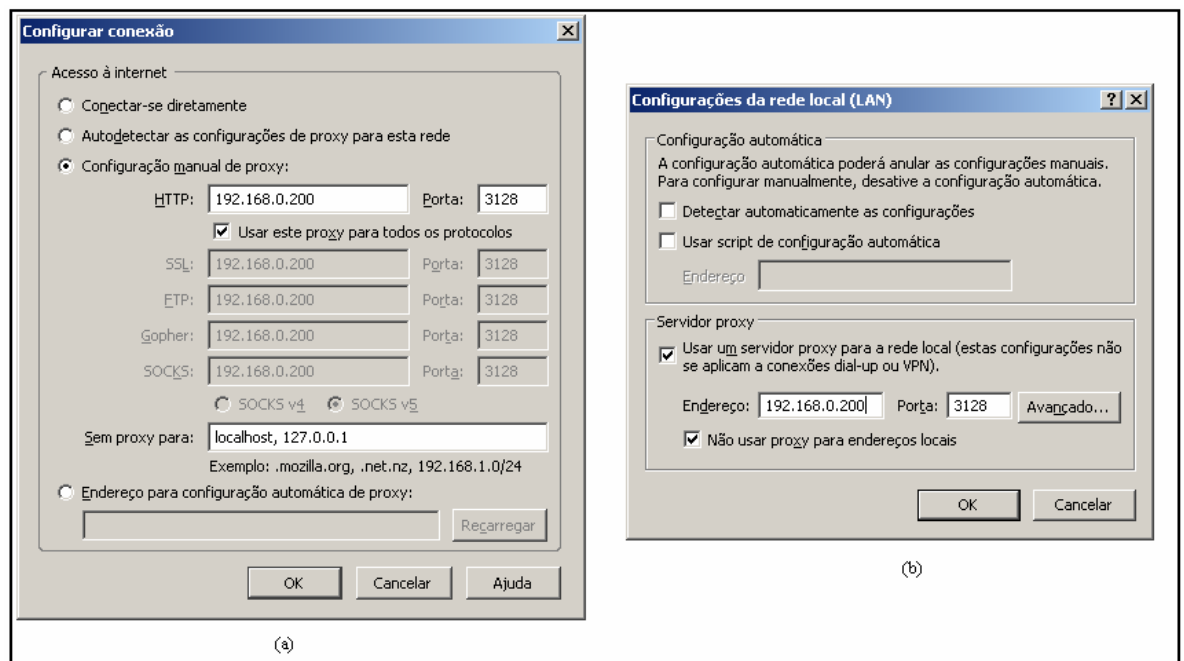 Configurar conexão
Acesso à internet
Conectar-se diretamente
Autodetectar as configurações de proxy para esta rede
Configuração manual de proxy:
HTTP: 192.168.0.200 Porta: 3128
Usar este proxy para todos os protocolos
SSL: 192.168.0.200 Porta: 3128
FTP: 192.168.0.200 Porta: 3128
Gopher: 192.168.0.200 Porta: 3128
SOCKS: 192.168.0.200 Porta: 3128
SOCKS v4 SOCKS v5
Sem proxy para: localhost, 127.0.0.1
Exemplo: .mozilla.org, .net.nz, 192.168.1.0/24
Endereço para configuração automática de proxy:
Recarregar
OK Cancelar Ajuda
(a)
Configurações da rede local (LAN)
Configuração automática
A configuração automática poderá anular as configurações manuais.
Para configurar manualmente, desative a configuração automática.
Detectar automaticamente as configurações
Usar script de configuração automática
Endereço
Servidor proxy
Usar um servidor proxy para a rede local (estas configurações não
se aplicam a conexões dial-up ou VPN).
Endereço: 192.168.0.200 Porta: 3128 Avançado...
Não usar proxy para endereços locais
OK Cancelar
(b)